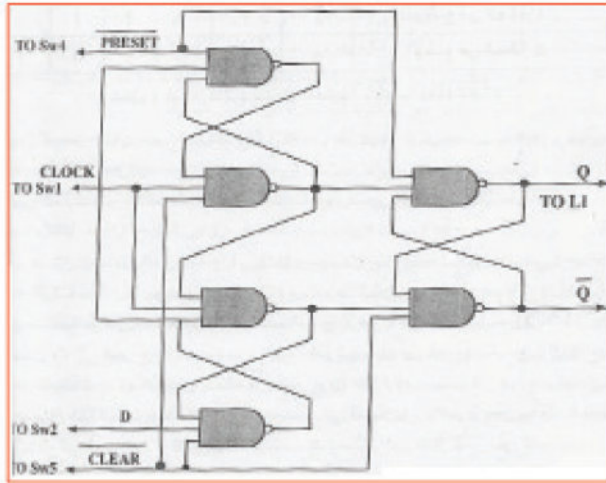 TO Sw4 PRESET
CLOCK
TO Sw1
Q
TO L1
Q
D
TO Sw2
CLEAR
TO Sw5